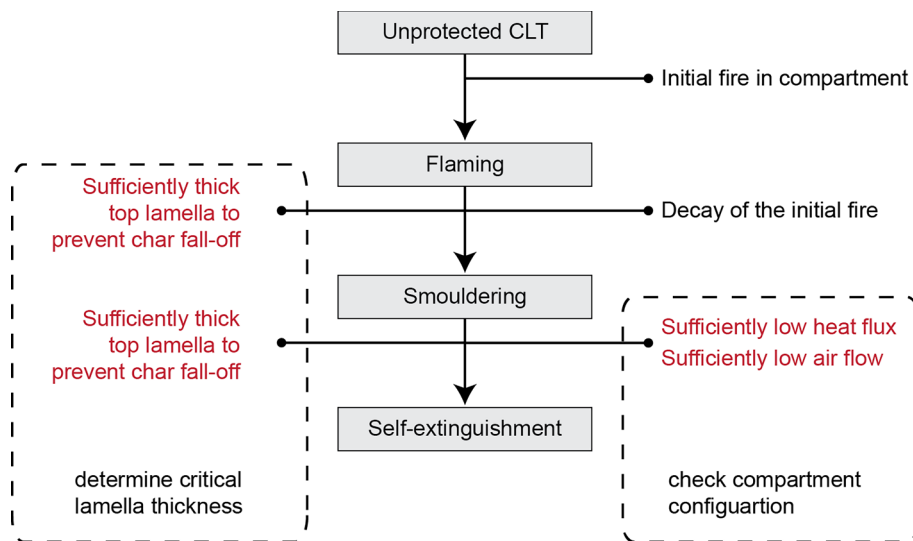 Unprotected CLT
Initial fire in compartment
Flaming
Sufficiently thick
top lamella to
prevent char fall-off
Decay of the initial fire
Smouldering
Sufficiently thick
top lamella to
prevent char fall-off
Sufficiently low heat flux
Sufficiently low air flow
Self-extinguishment
determine critical
lamella thickness
check compartment
configuartion